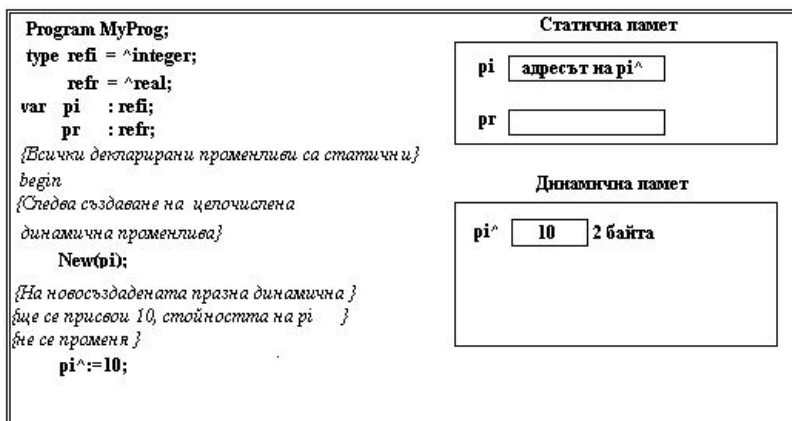 Program MyProg;
type refi = ^integer;
refr = ^real;
var pi : refi;
pr : refr;
{Всички декларирани променливи са статични}
begin
{Следва създаване на целочислена
динамична променлива}
New(pi);
{На новосъздадената празна динамична }
{ще се присвои 10, стойността на pi }
{не се променя }
pi^:=10;
Статична памет
pi адресът на pi^
pr
Динамична памет
pi^ 10 2 байта